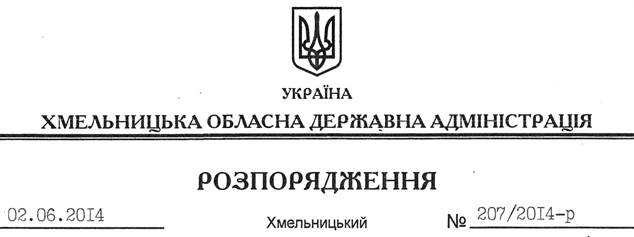 УКРАЇНА
ХМЕЛЬНИЦЬКА ОБЛАСНА ДЕРЖАВНА АДМІНІСТРАЦІЯ
РОЗПОРЯДЖЕННЯ
02.06.2014 Хмельницький № 207/2014-р